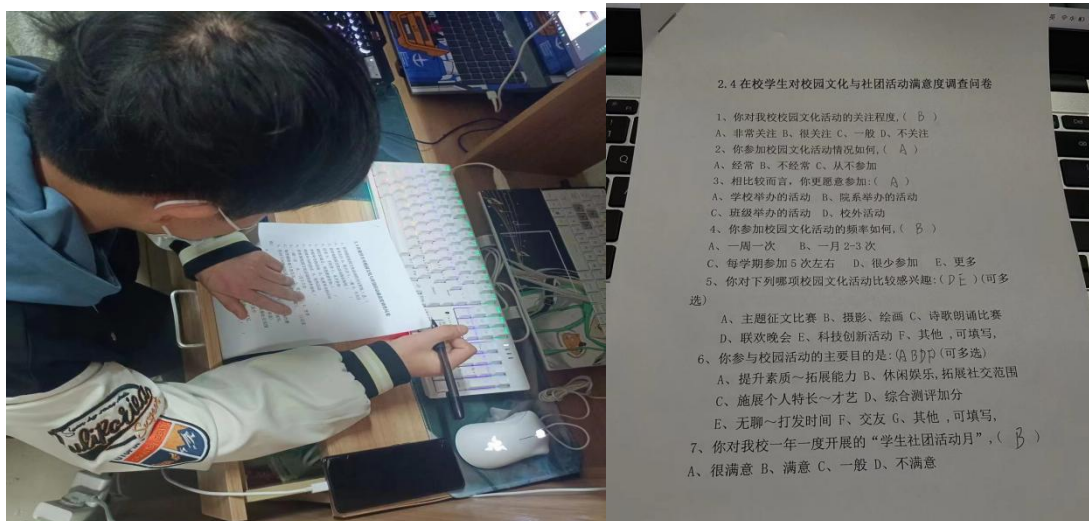 2.4 在校学生对校园文化与社团活动满意度调查问卷
1、你对我校校园文化活动的关注程度,( B )
A、非常关注 B、很关注 C、一般 D、不关注
2、你参加校园文化活动情况如何,( A )
A、经常 B、不经常 C、从不参加
3、相比较而言，你更愿意参加:( A )
A、学校举办的活动 B、院系举办的活动
C、班级举办的活动 D、校外活动
4、你参加校园文化活动的频率如何,( B )
A、一周一次 B、一月 2-3 次
C、每学期参加 5 次左右 D、很少参加 E、更多
5、你对下列哪项校园文化活动比较感兴趣:( DE )(可多
选)
A、主题征文比赛 B、摄影、绘画 C、诗歌朗诵比赛
D、联欢晚会 E、科技创新活动 F、其他 ,可填写,
6、你参与校园活动的主要目的是:(ABDF)(可多选)
A、提升素质～拓展能力 B、休闲娱乐,拓展社交范围
C、施展个人特长～才艺 D、综合测评加分
E、无聊～打发时间 F、交友 G、其他 ,可填写,
7、你对我校一年一度开展的“学生社团活动月”,( B )
A、很满意 B、满意 C、一般 D、不满意